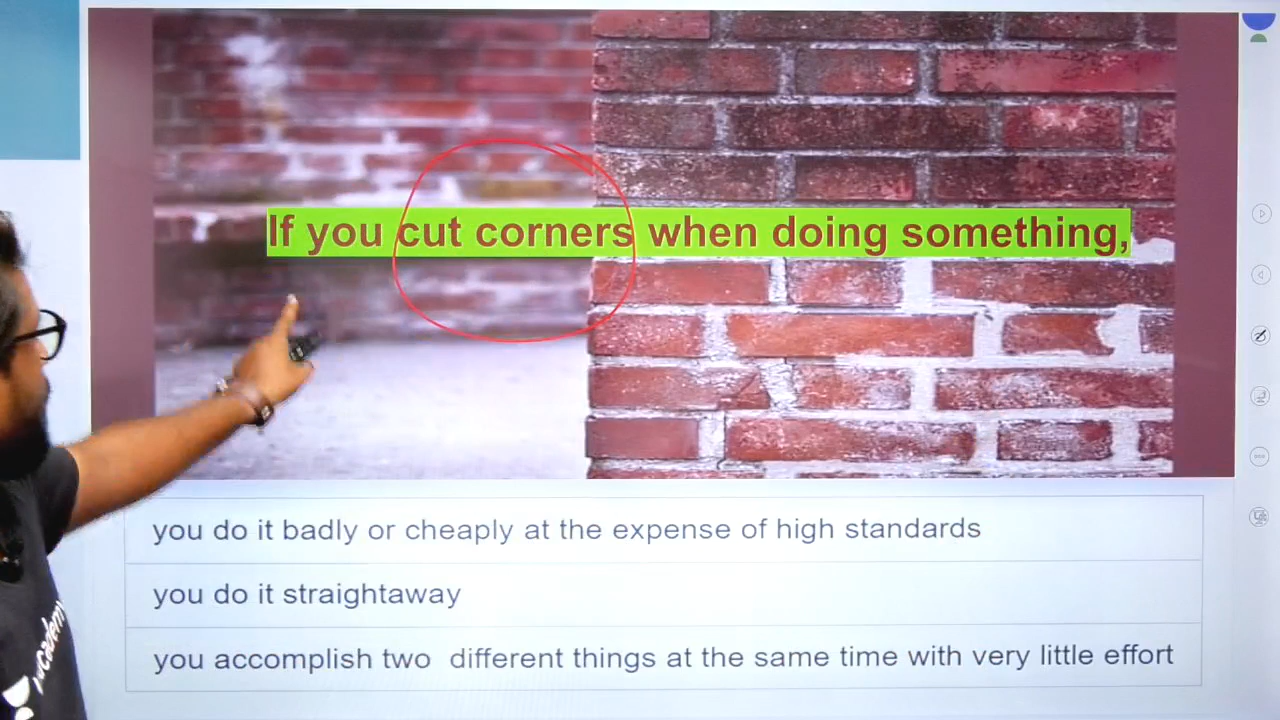 If you cut corners when doing something,
you do it badly or cheaply at the expense of high standards
you do it straightaway
you accomplish two different things at the same time with very little effort
unacademy